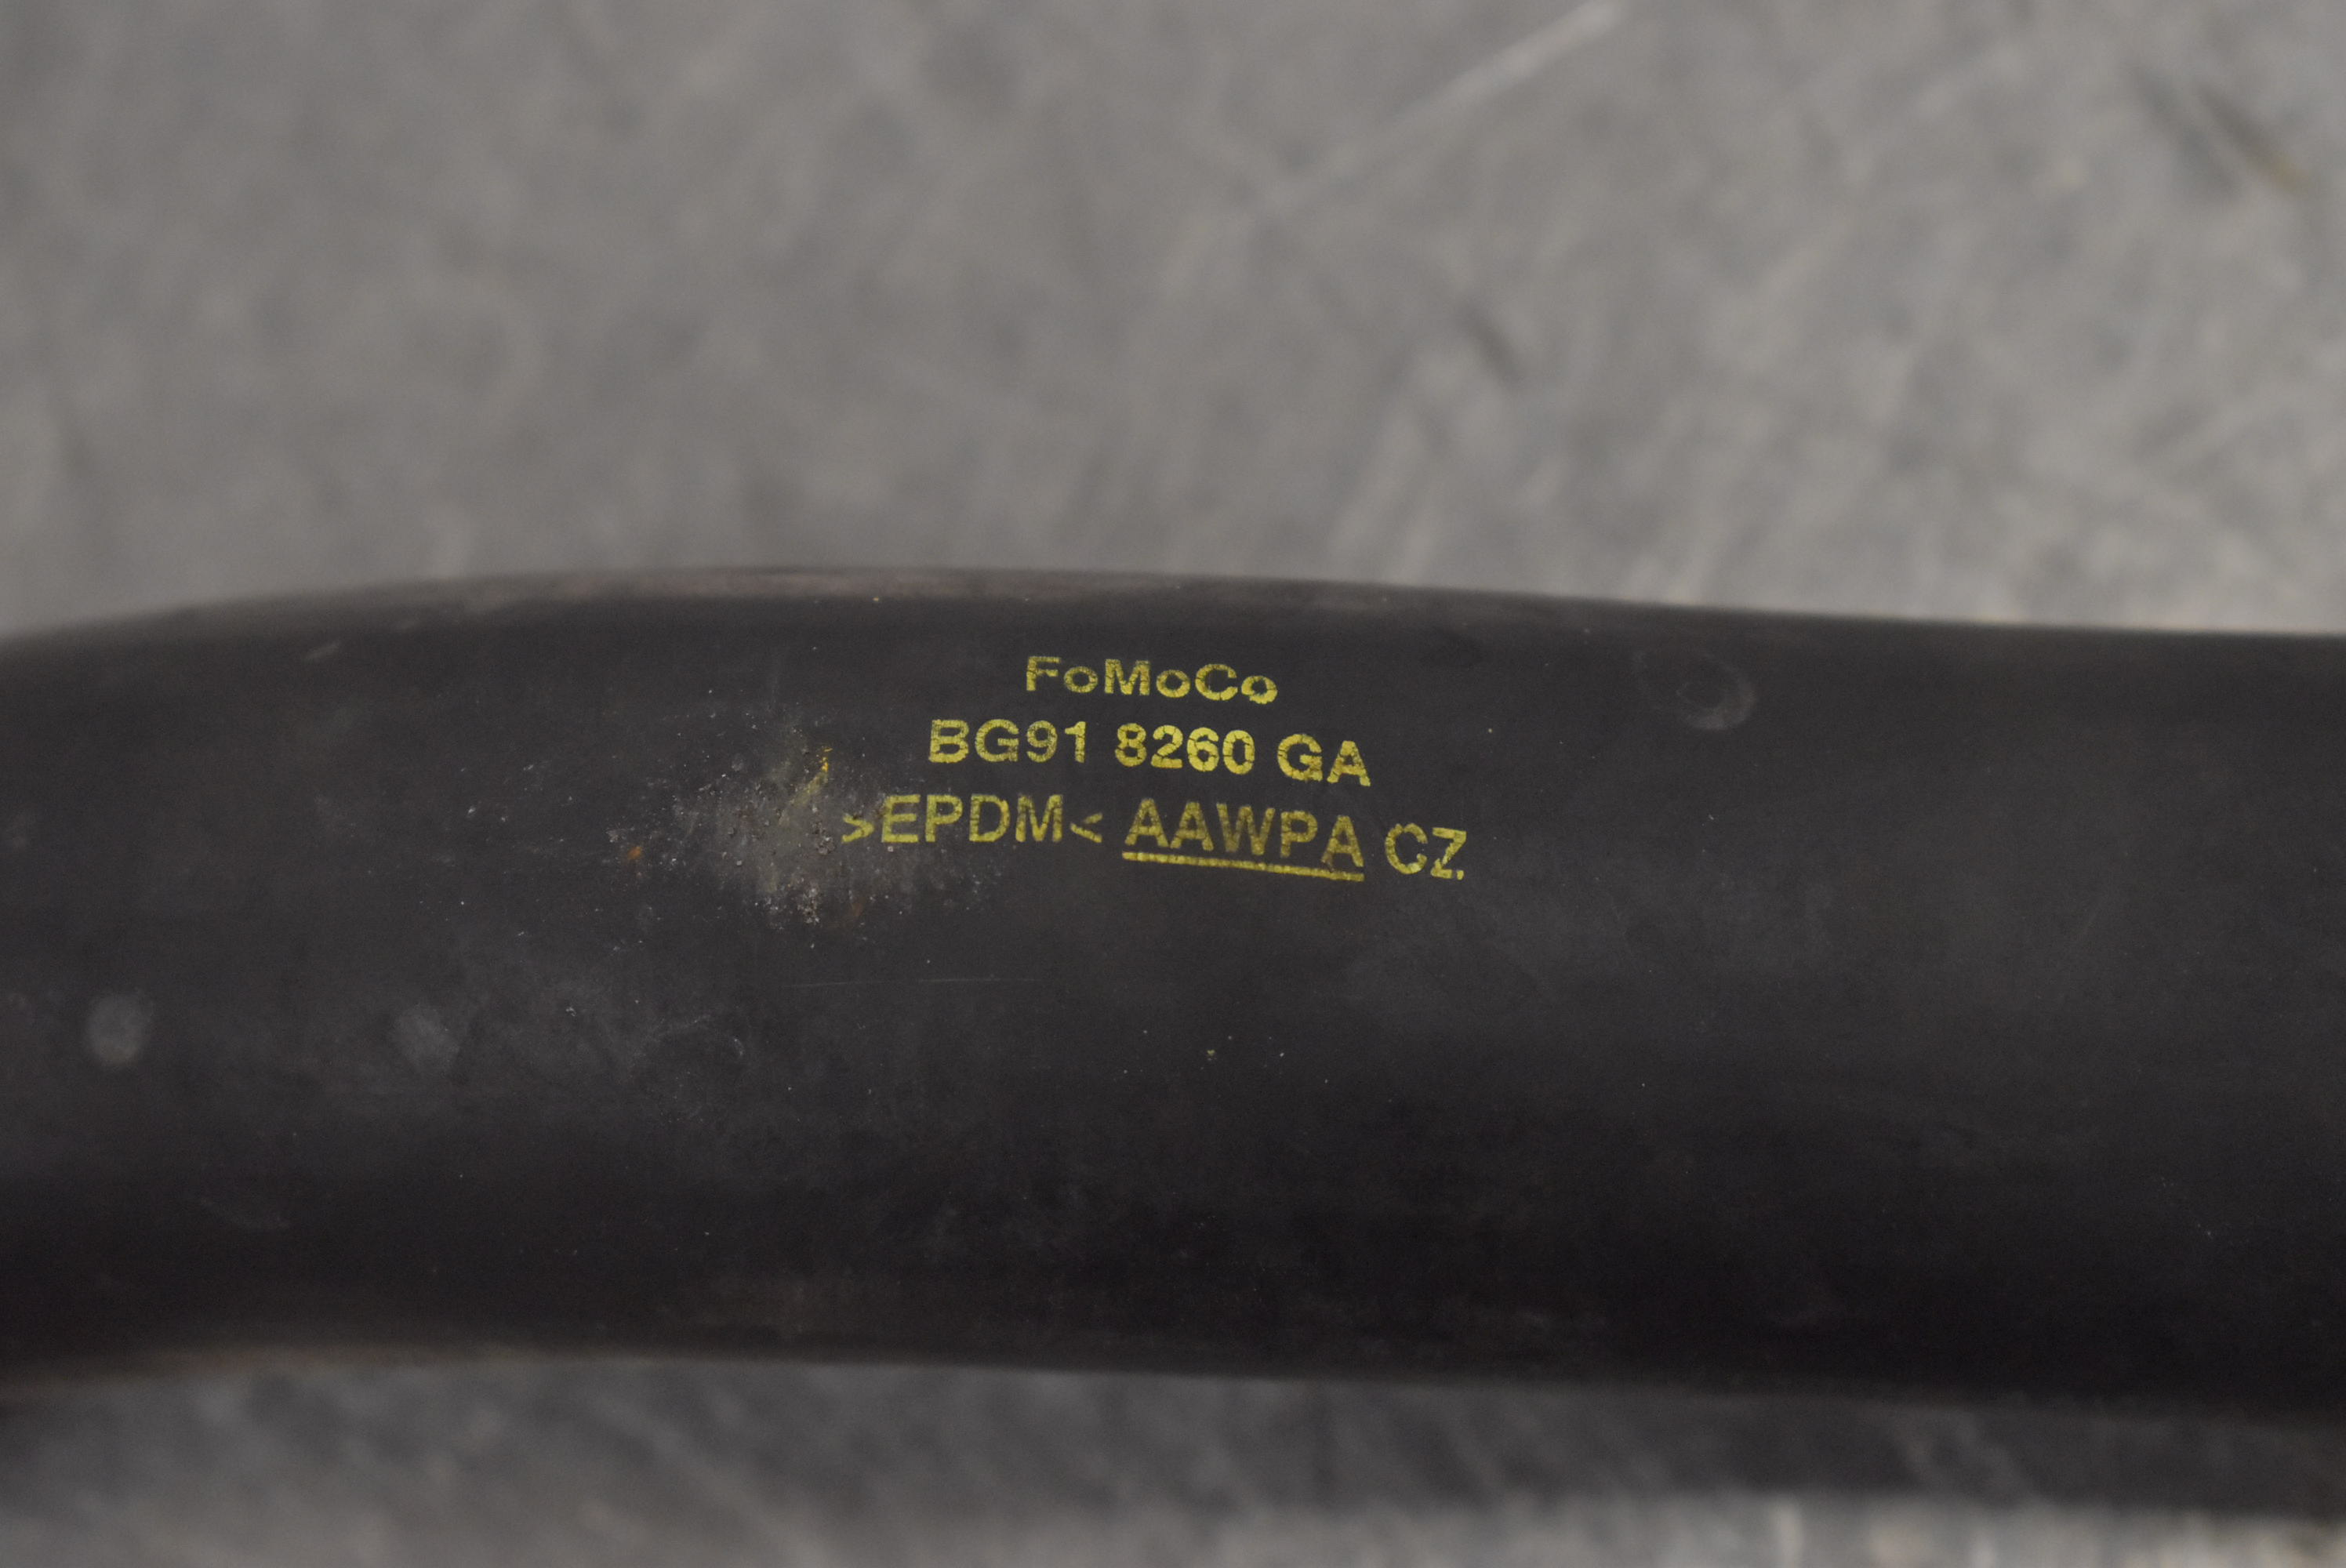 FoMoCo
BG91 8260 GA
>EPDM< AAWPA CZ.